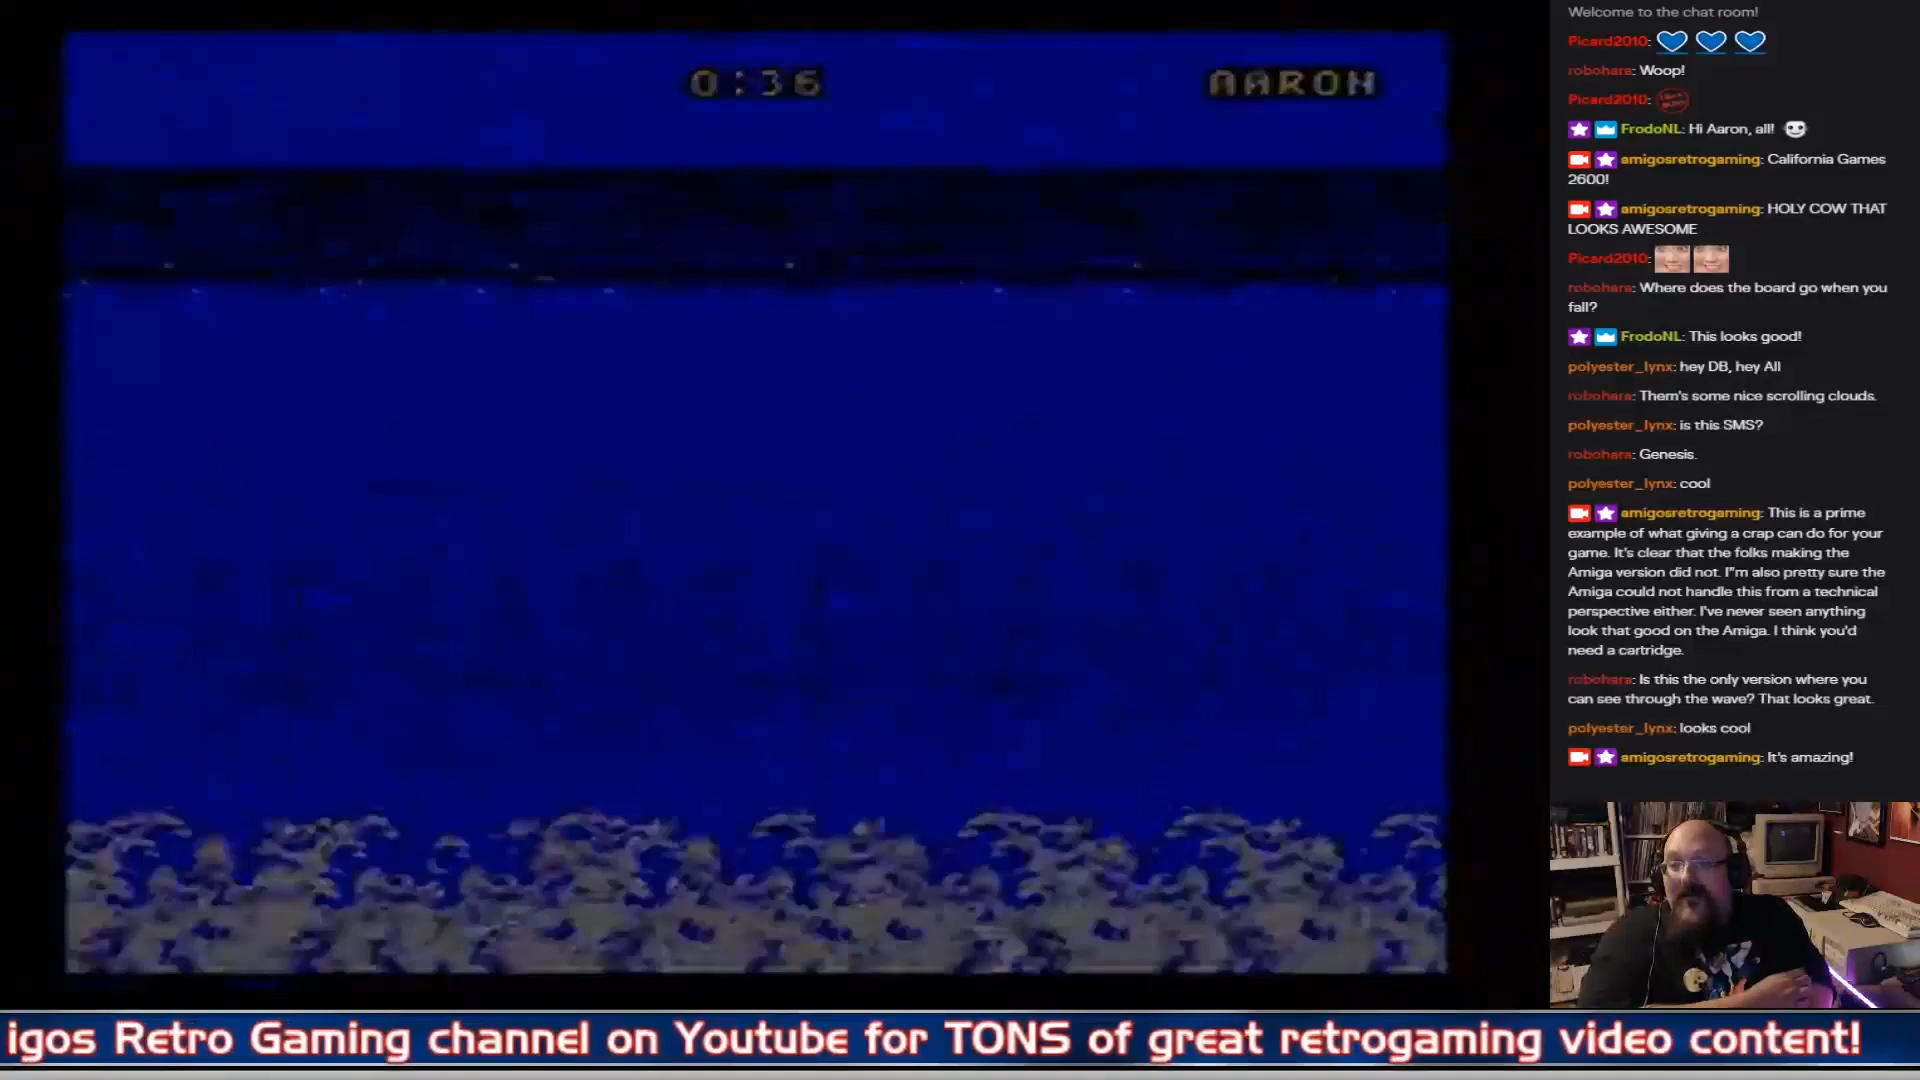 0:36
AARON
Welcome to the chat room!
Picard2010:
robohara: Woop!
Picard2010:
FrodoNL: Hi Aaron, all!
amigosretrogaming: California Games
2600!
amigosretrogaming: HOLY COW THAT
LOOKS AWESOME
Picard2010:
robohara: Where does the board go when you
fall?
FrodoNL: This looks good!
polyester_lynx: hey DB, hey All
robohara: Them's some nice scrolling clouds.
polyester_lynx: is this SMS?
robohara: Genesis.
polyester_lynx: cool
amigosretrogaming: This is a prime
example of what giving a crap can do for your
game. It's clear that the folks making the
Amiga version did not. I"m also pretty sure the
Amiga could not handle this from a technical
perspective either. I've never seen anything
look that good on the Amiga. I think you'd
need a cartridge.
robohara: Is this the only version where you
can see through the wave? That looks great.
polyester_lynx: looks cool
amigosretrogaming: It's amazing!
igos Retro Gaming channel on Youtube for TONS of great retrogaming video content!